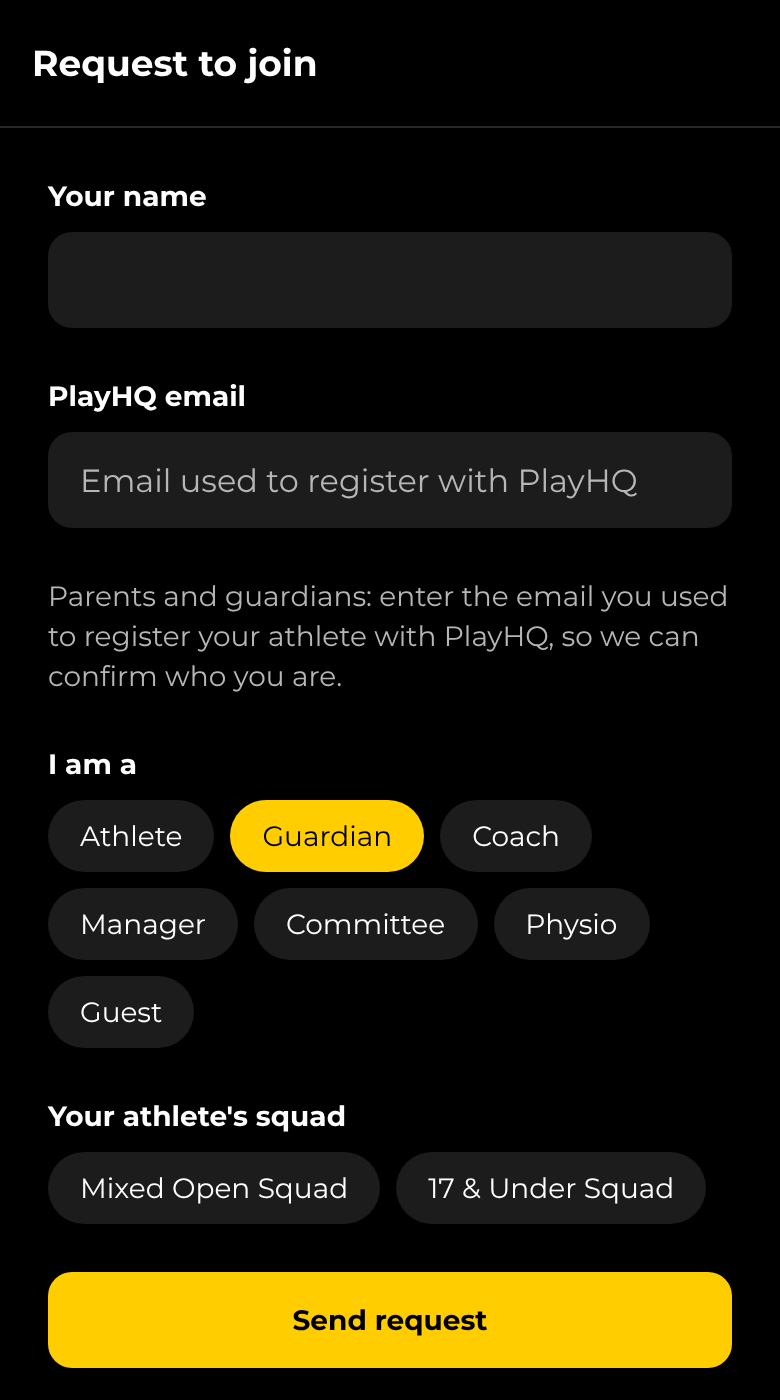 Request to join
Your name
PlayHQ email
Email used to register with PlayHQ
Parents and guardians: enter the email you used
to register your athlete with PlayHQ, so we can
confirm who you are.
I am a
Athlete Guardian Coach
Manager Committee Physio
Guest
Your athlete's squad
Mixed Open Squad 17 & Under Squad
Send request